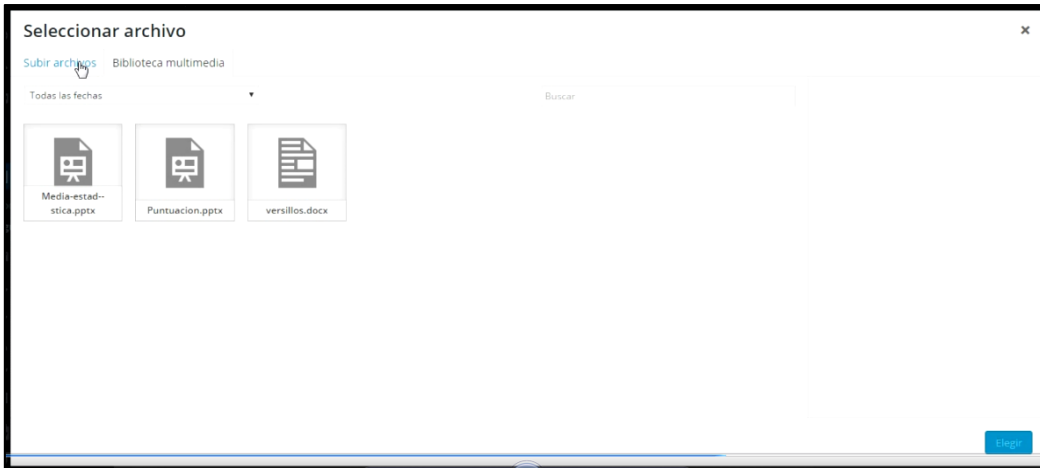 Seleccionar archivo
Subir archivos Biblioteca multimedia
Todas las fechas Buscar
Media-estad--
stica.pptx Puntuacion.pptx versillos.docx
Elegir